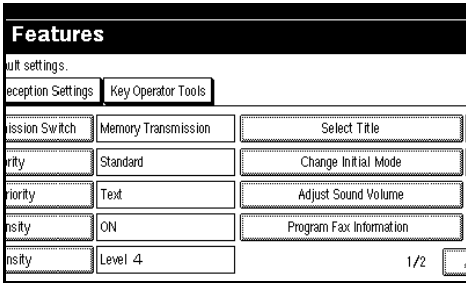 Features
ult settings.
eception Settings Key Operator Tools
ission Switch Memory Transmission Select Title
rity Standard Change Initial Mode
riority Text Adjust Sound Volume
nsity ON Program Fax Information
nsity Level 4 1/2